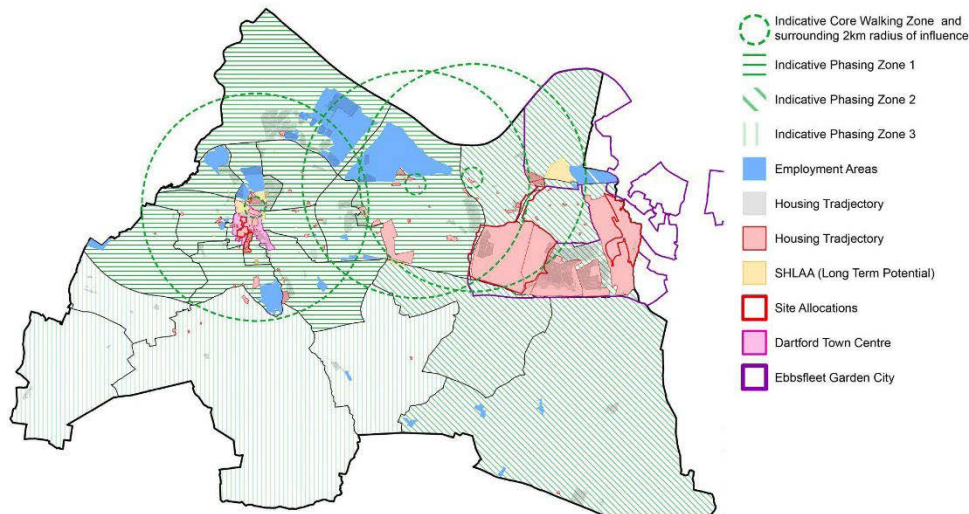 Indicative Core Walking Zone and
surrounding 2km radius of influence
Indicative Phasing Zone 1
Indicative Phasing Zone 2
Indicative Phasing Zone 3
Employment Areas
Housing Tradjectory
Housing Tradjectory
SHLAA (Long Term Potential)
Site Allocations
Dartford Town Centre
Ebbsfleet Garden City